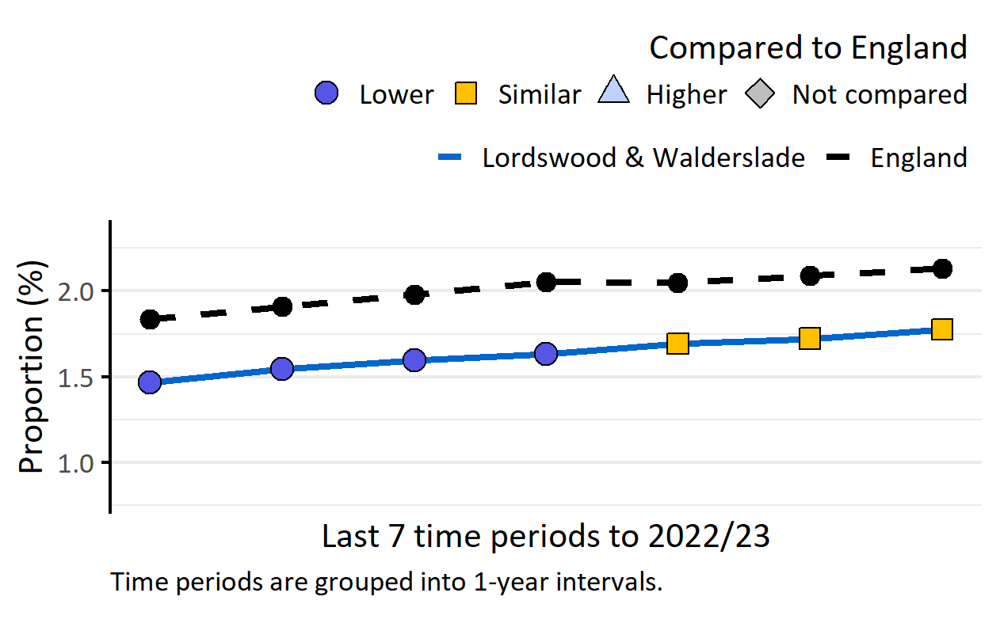 Compared to England
Lower Similar Higher Not compared
Lordswood & Walderslade England
Proportion (%)
2.0
1.5
1.0
Last 7 time periods to 2022/23
Time periods are grouped into 1-year intervals.